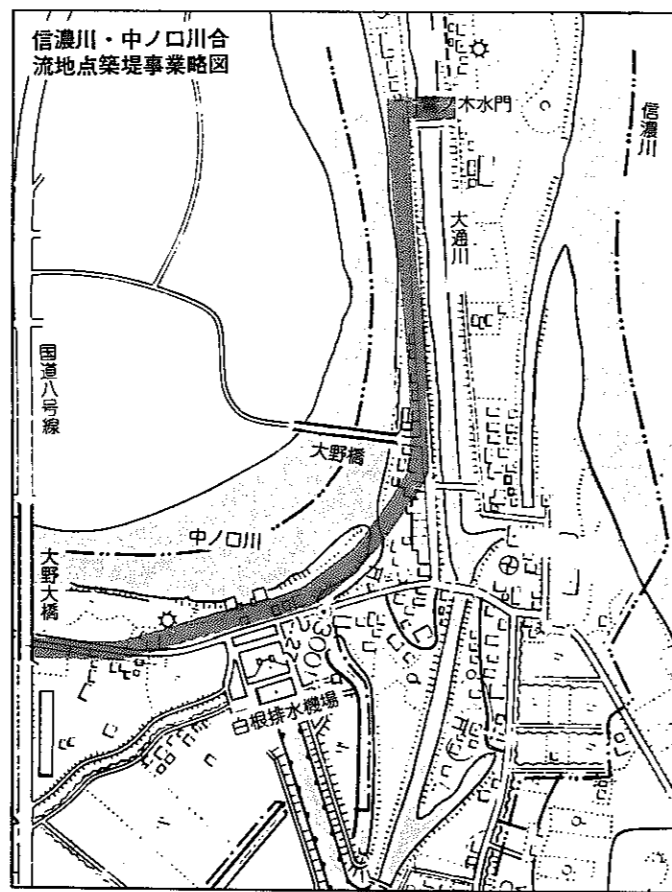 信濃川・中ノ口川合
流地点築堤事業略図
鷲ノ木水門
信濃川
大通川
国道八号線
大野橋
中ノ口川
大野大橋
白根排水機場